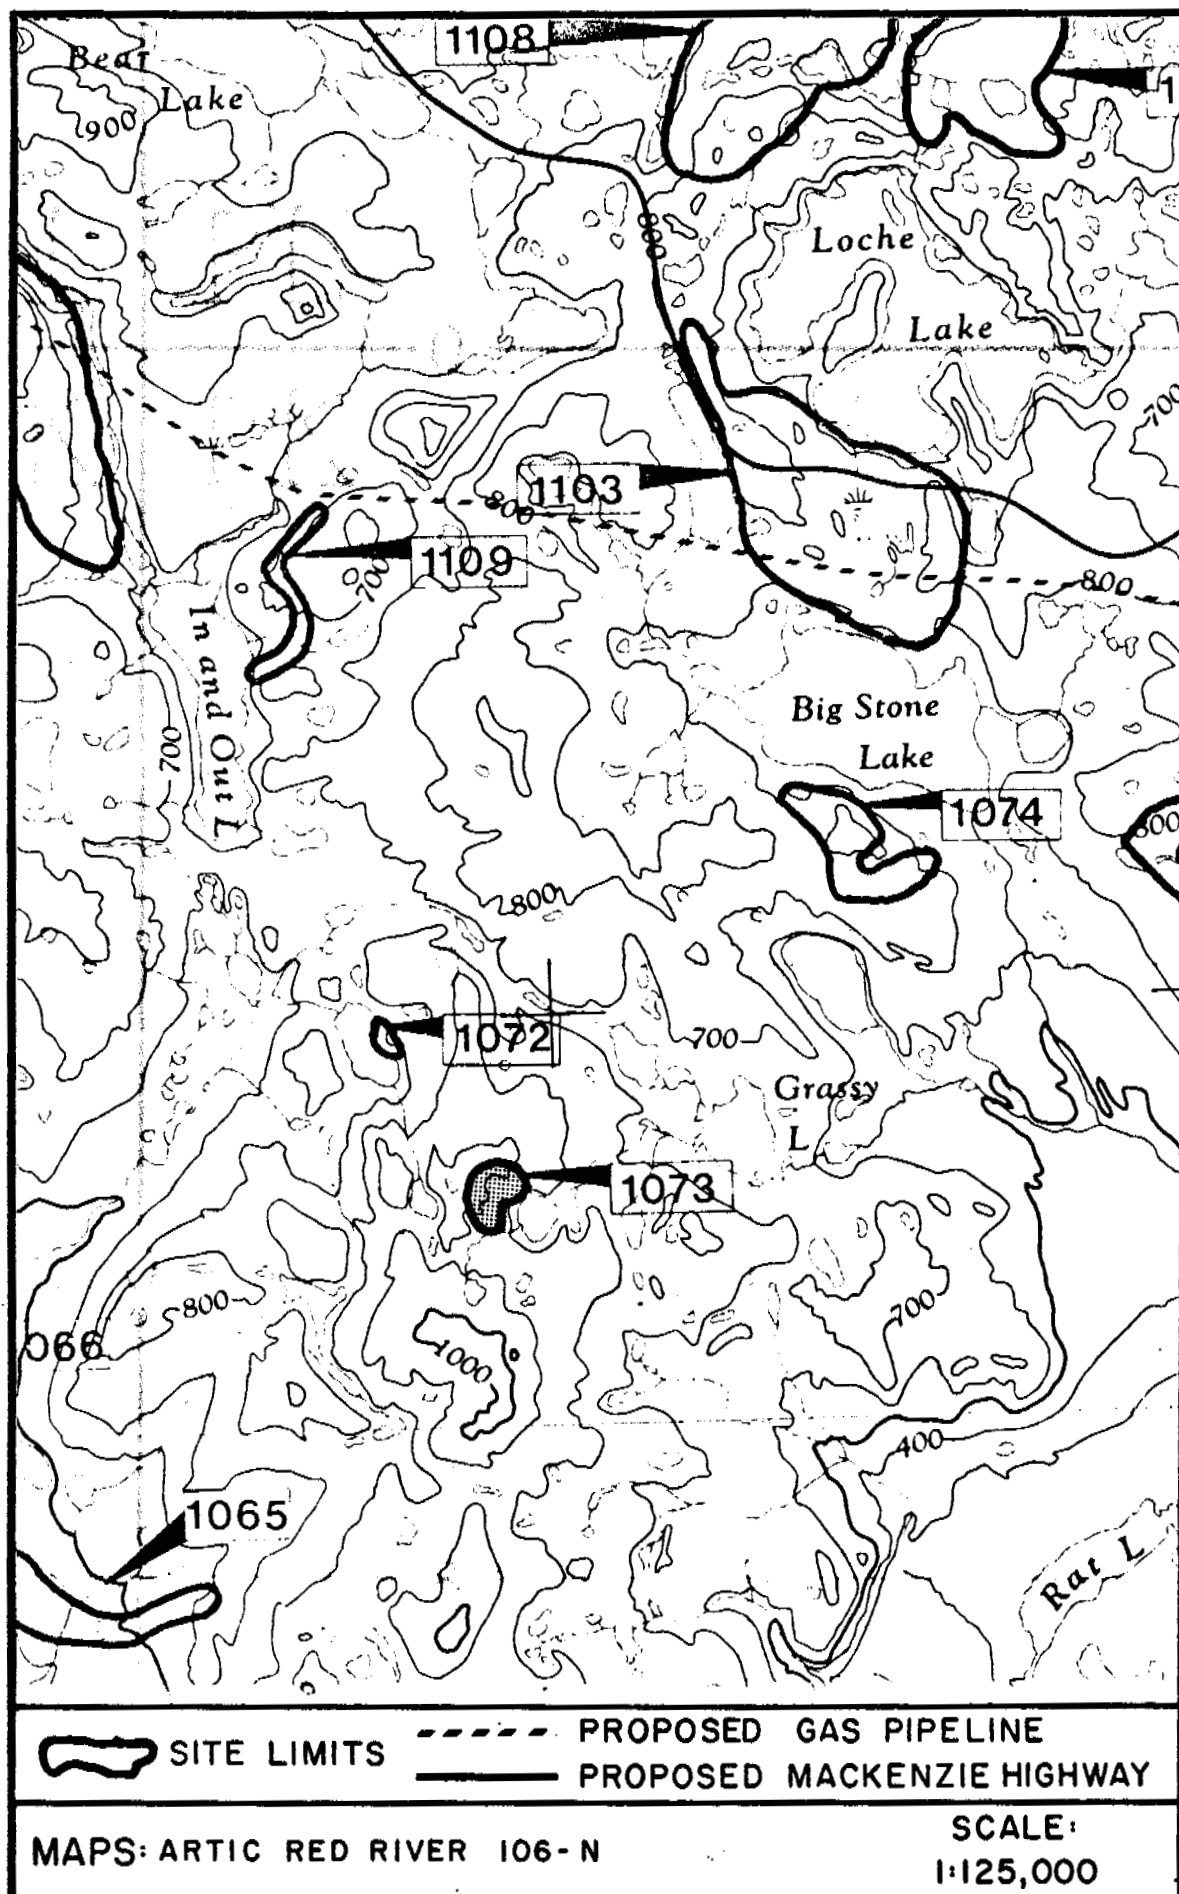 1108
Bear
Lake
900
1
900
Loche
Lake
700
1103
800
1109
700
800
In and Out L
Big Stone
Lake
700
1074
800
800
1072
700
Grassy
L
1073
800
700
066
1000
400
1065
Rat L
SITE LIMITS
PROPOSED GAS PIPELINE
PROPOSED MACKENZIE HIGHWAY
MAPS: ARTIC RED RIVER 106-N
SCALE:
1:125,000